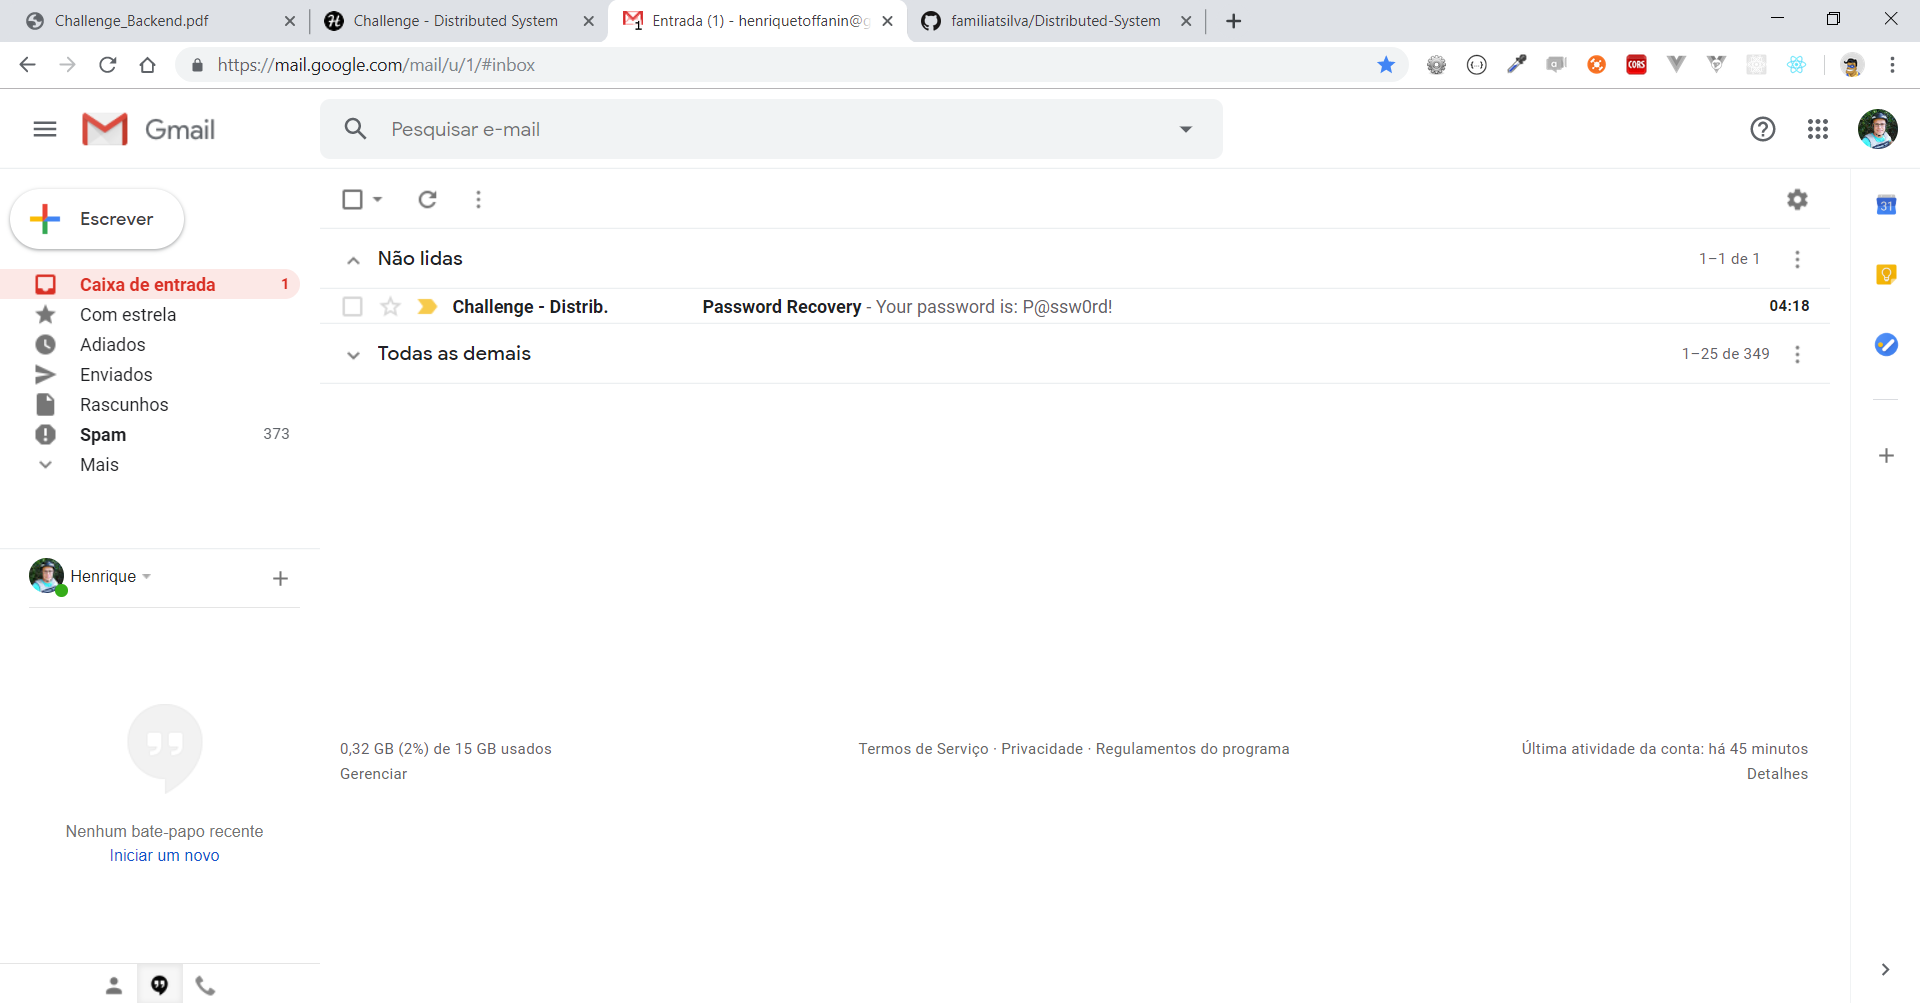 Challenge_Backend.pdf
Challenge - Distributed System
Entrada (1) - henriquetoffanin@g
familiatsilva/Distributed-System
https://mail.google.com/mail/u/1/#inbox
CORS
Gmail
Pesquisar e-mail
Escrever
31
Caixa de entrada 1
Com estrela
Adiados
Enviados
Rascunhos
Spam 373
Mais
Não lidas 1–1 de 1
Challenge - Distrib. Password Recovery - Your password is: P@ssw0rd! 04:18
Todas as demais 1–25 de 349
Henrique
0,32 GB (2%) de 15 GB usados
Gerenciar
Termos de Serviço · Privacidade · Regulamentos do programa
Última atividade da conta: há 45 minutos
Detalhes
Nenhum bate-papo recente
Iniciar um novo